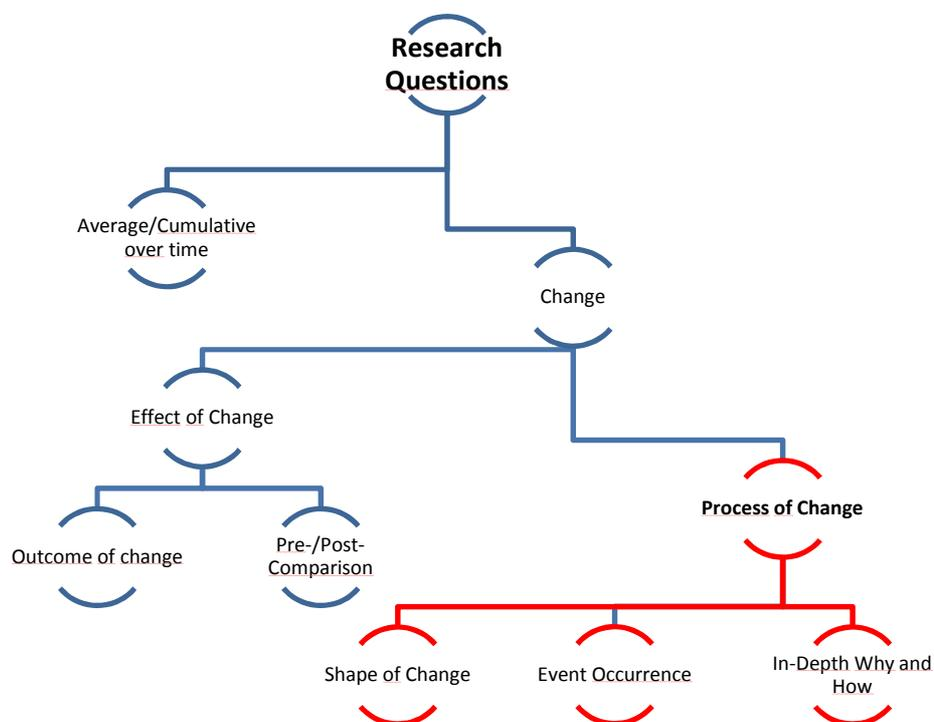 Research
Questions
Average/Cumulative
over time
Change
Effect of Change
Process of Change
Outcome of change
Pre-/Post-
Comparison
Shape of Change
Event Occurrence
In-Depth Why and
How